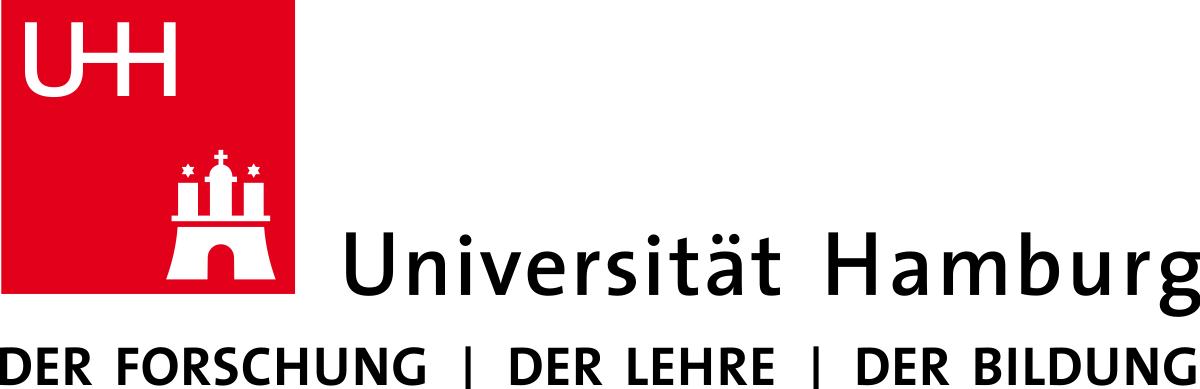 UHH
Universität Hamburg
DER FORSCHUNG | DER LEHRE | DER BILDUNG